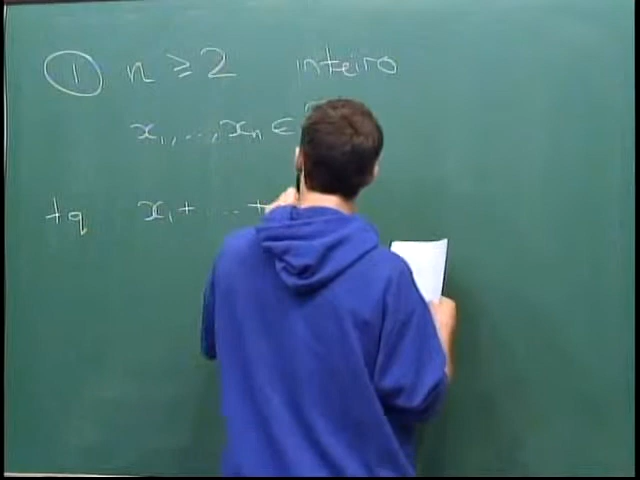 ① n ≥ 2 inteiro
x₁, ..., xₙ ∈
tq x₁ + ... +